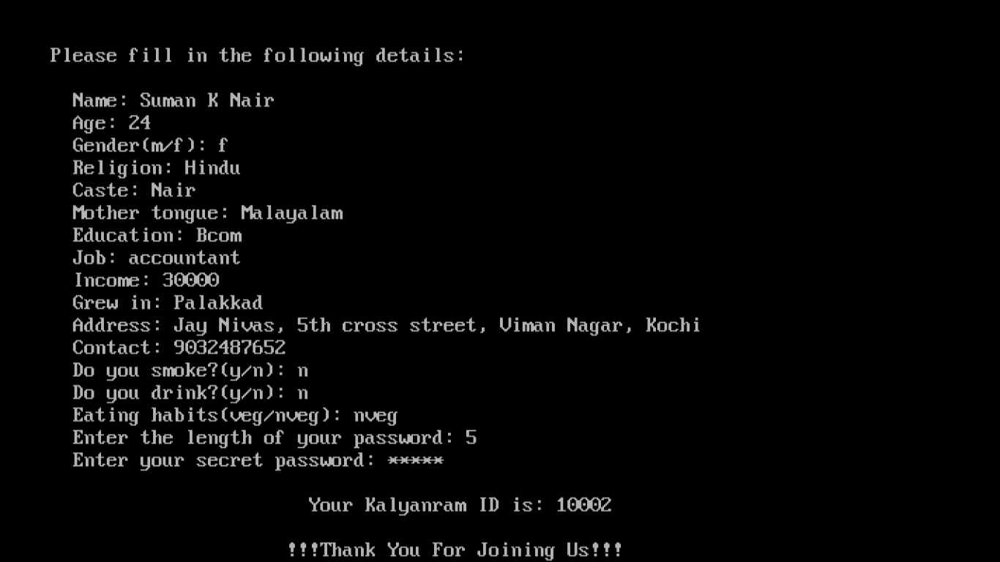 Please fill in the following details:
Name: Suman K Nair
Age: 24
Gender(m/f): f
Religion: Hindu
Caste: Nair
Mother tongue: Malayalam
Education: Bcom
Job: accountant
Income: 30000
Grew in: Palakkad
Address: Jay Nivas, 5th cross street, Viman Nagar, Kochi
Contact: 9032487652
Do you smoke?(y/n): n
Do you drink?(y/n): n
Eating habits(veg/nveg): nveg
Enter the length of your password: 5
Enter your secret password: *****
Your Kalyanram ID is: 10002
!!!Thank You For Joining Us!!!